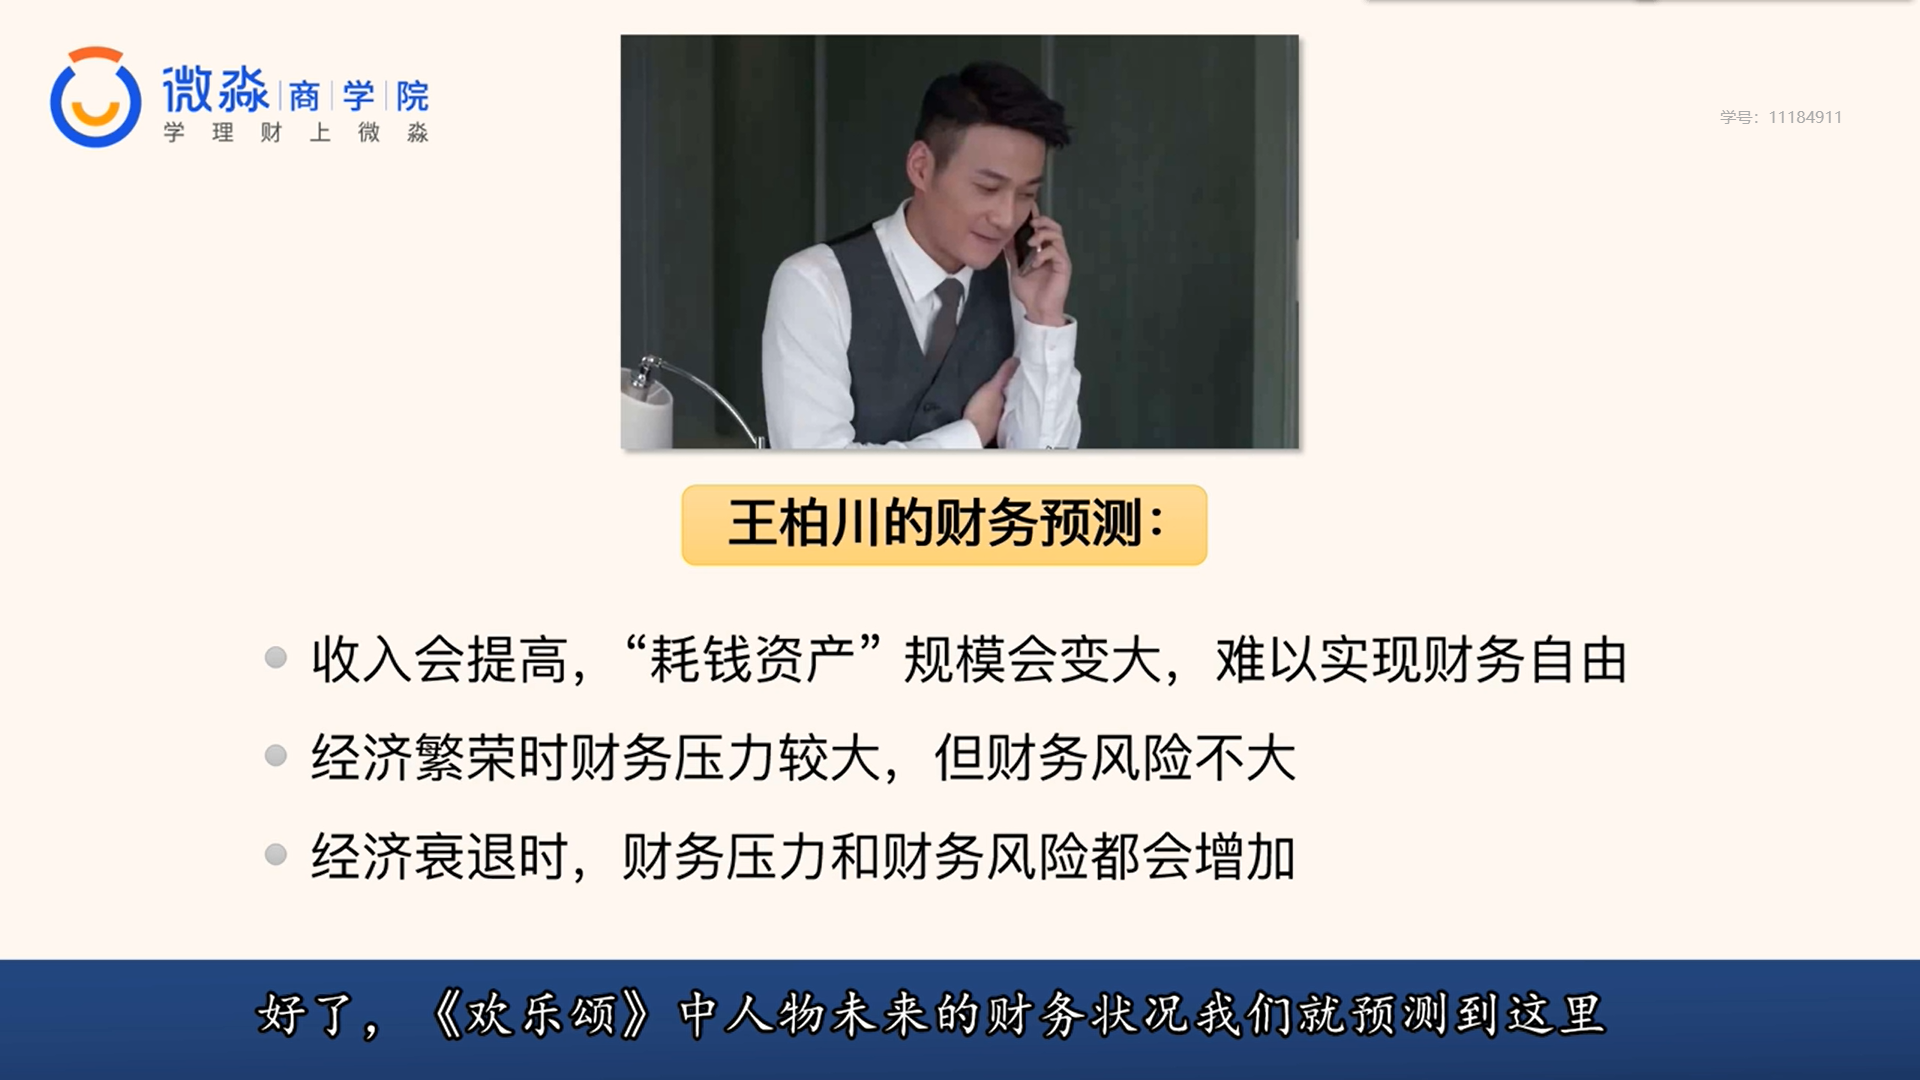 微淼|商|学|院
学理财上微淼
学号：11184911
王柏川的财务预测：
收入会提高，“耗钱资产”规模会变大，难以实现财务自由
经济繁荣时财务压力较大，但财务风险不大
经济衰退时，财务压力和财务风险都会增加
好了，《欢乐颂》中人物未来的财务状况我们就预测到这里